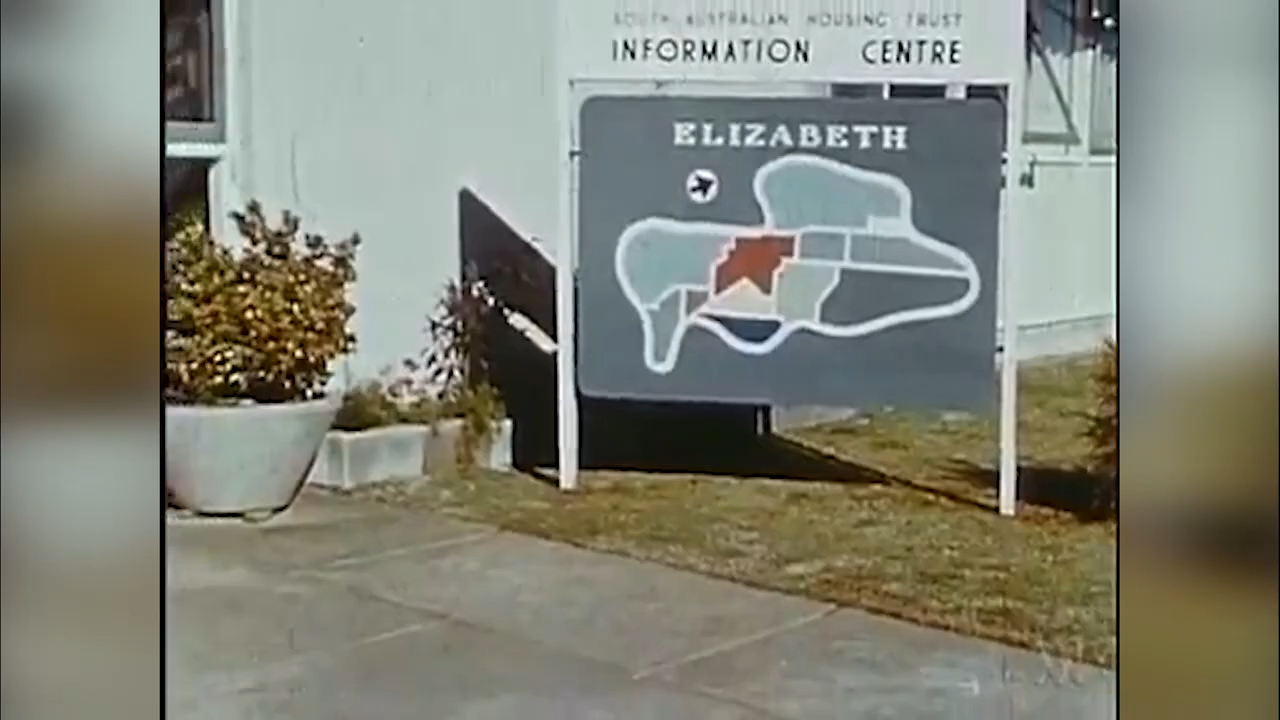 SOUTH AUSTRALIAN HOUSING TRUST
INFORMATION CENTRE
ELIZABETH